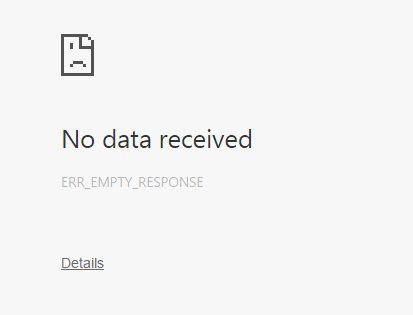 No data received
ERR_EMPTY_RESPONSE
Details